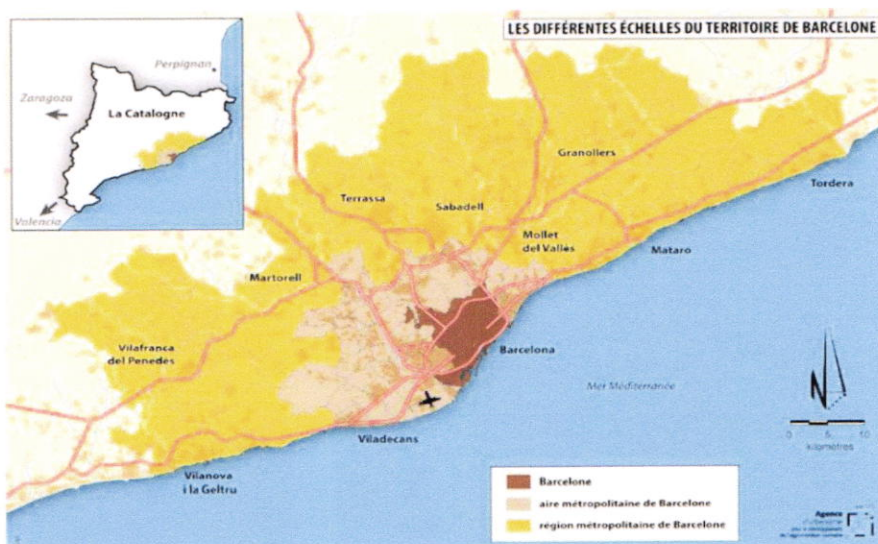 LES DIFFÉRENTES ÉCHELLES DU TERRITOIRE DE BARCELONE
Perpignan
Zaragoza
La Catalogne
Valencia
Granollers
Terrassa
Sabadell
Tordera
Mollet
del Vallès
Mataro
Martorell
Vilafranca
del Penedès
Barcelona
Mer Méditerranée
N
0 5 10
kilomètres
Viladecans
Vilanova
i la Geltru
Barcelone
aire métropolitaine de Barcelone
région métropolitaine de Barcelone
Agence
d'urbanisme